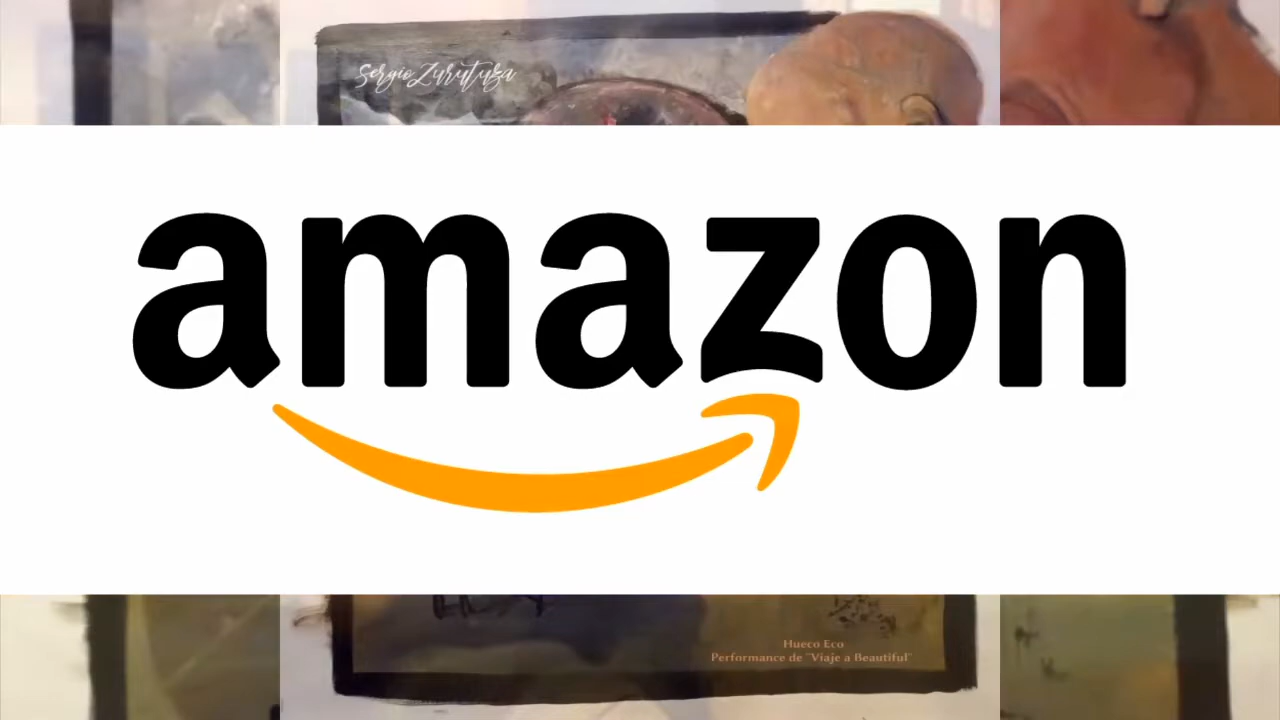 Sergio Zurutuza
amazon
Hueco Eco
Performance de "Viaje a Beautiful"